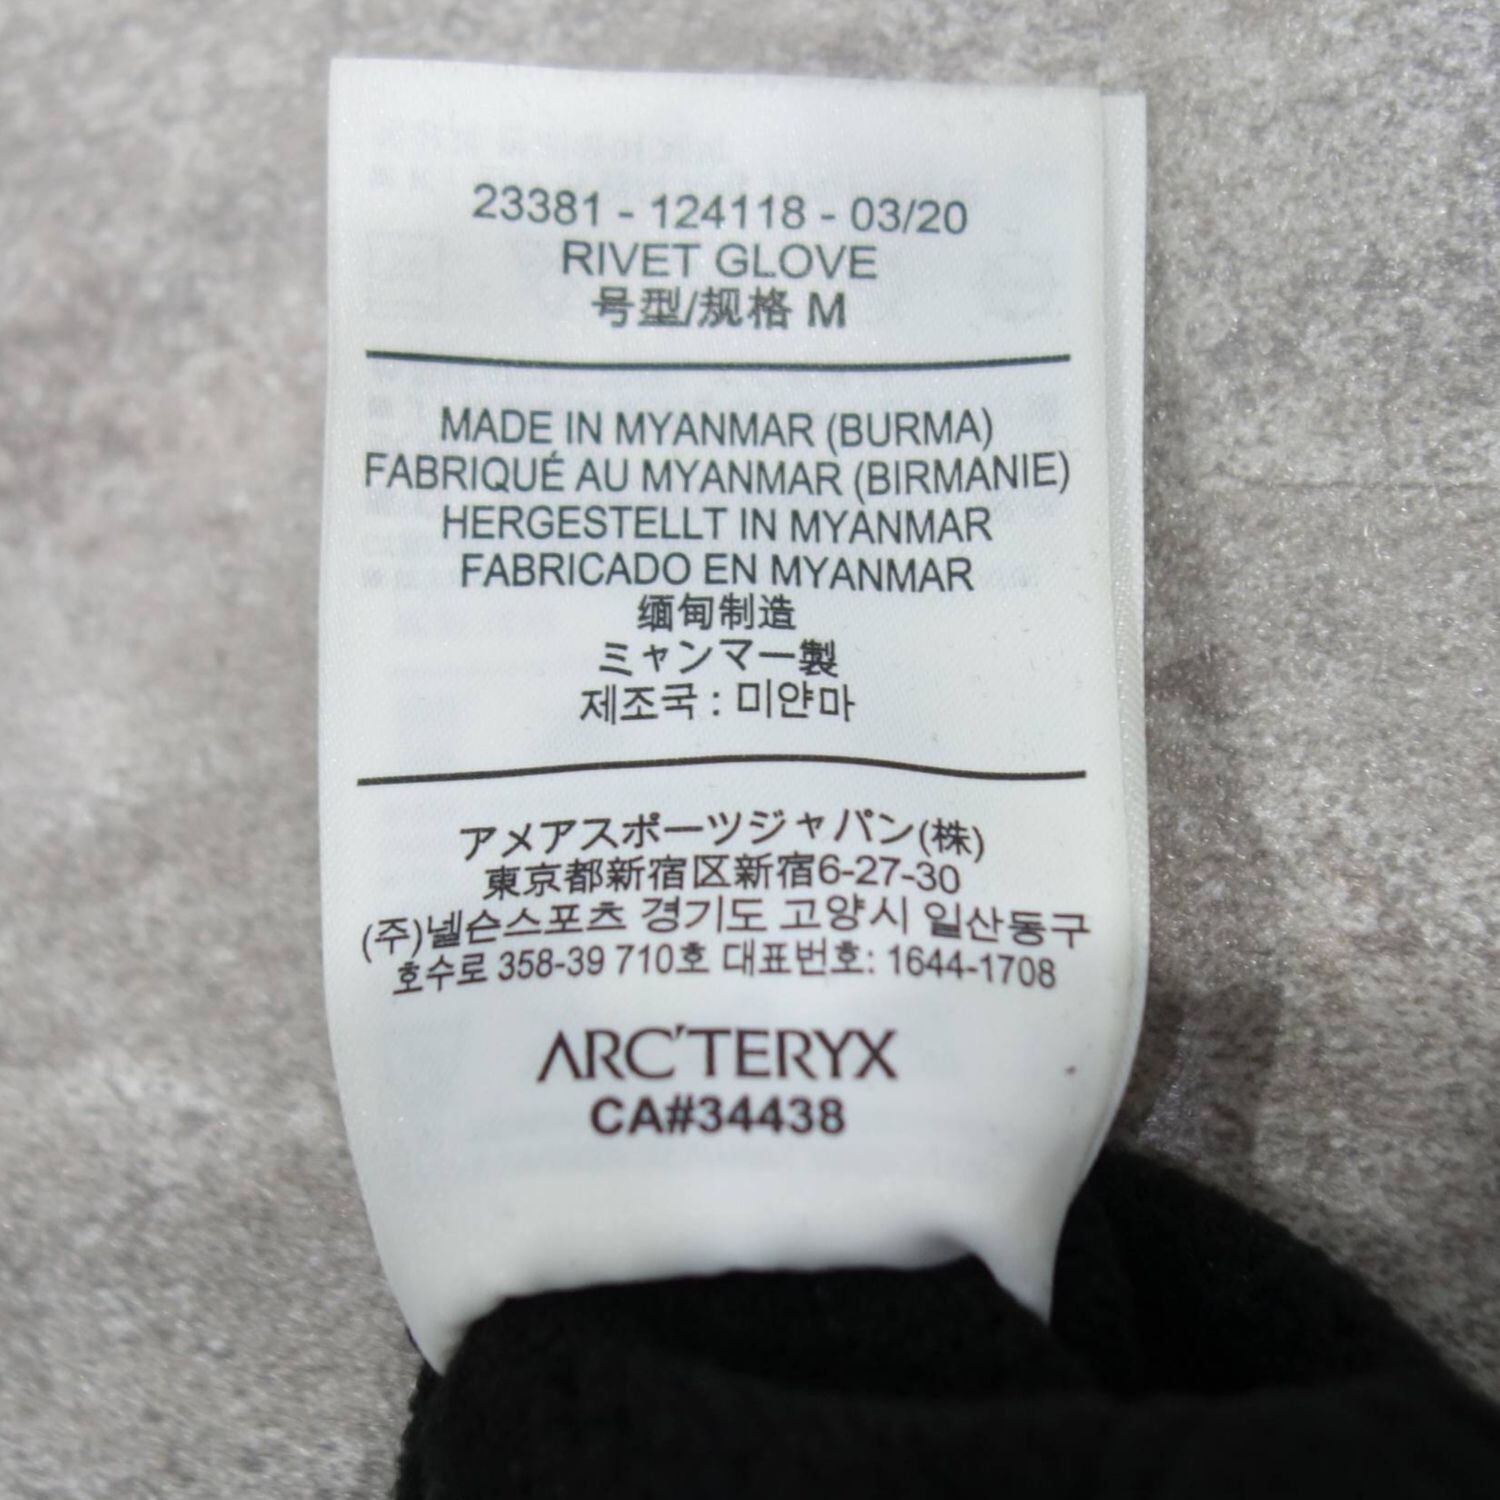 23381 - 124118 - 03/20
RIVET GLOVE
号型/规格 M
MADE IN MYANMAR (BURMA)
FABRIQUÉ AU MYANMAR (BIRMANIE)
HERGESTELLT IN MYANMAR
FABRICADO EN MYANMAR
缅甸制造
ミャンマー製
제조국 : 미얀마
アメアスポーツジャパン(株)
東京都新宿区新宿6-27-30
(주)넬슨스포츠 경기도 고양시 일산동구
호수로 358-39 710호 대표번호: 1644-1708
ARC'TERYX
CA#34438